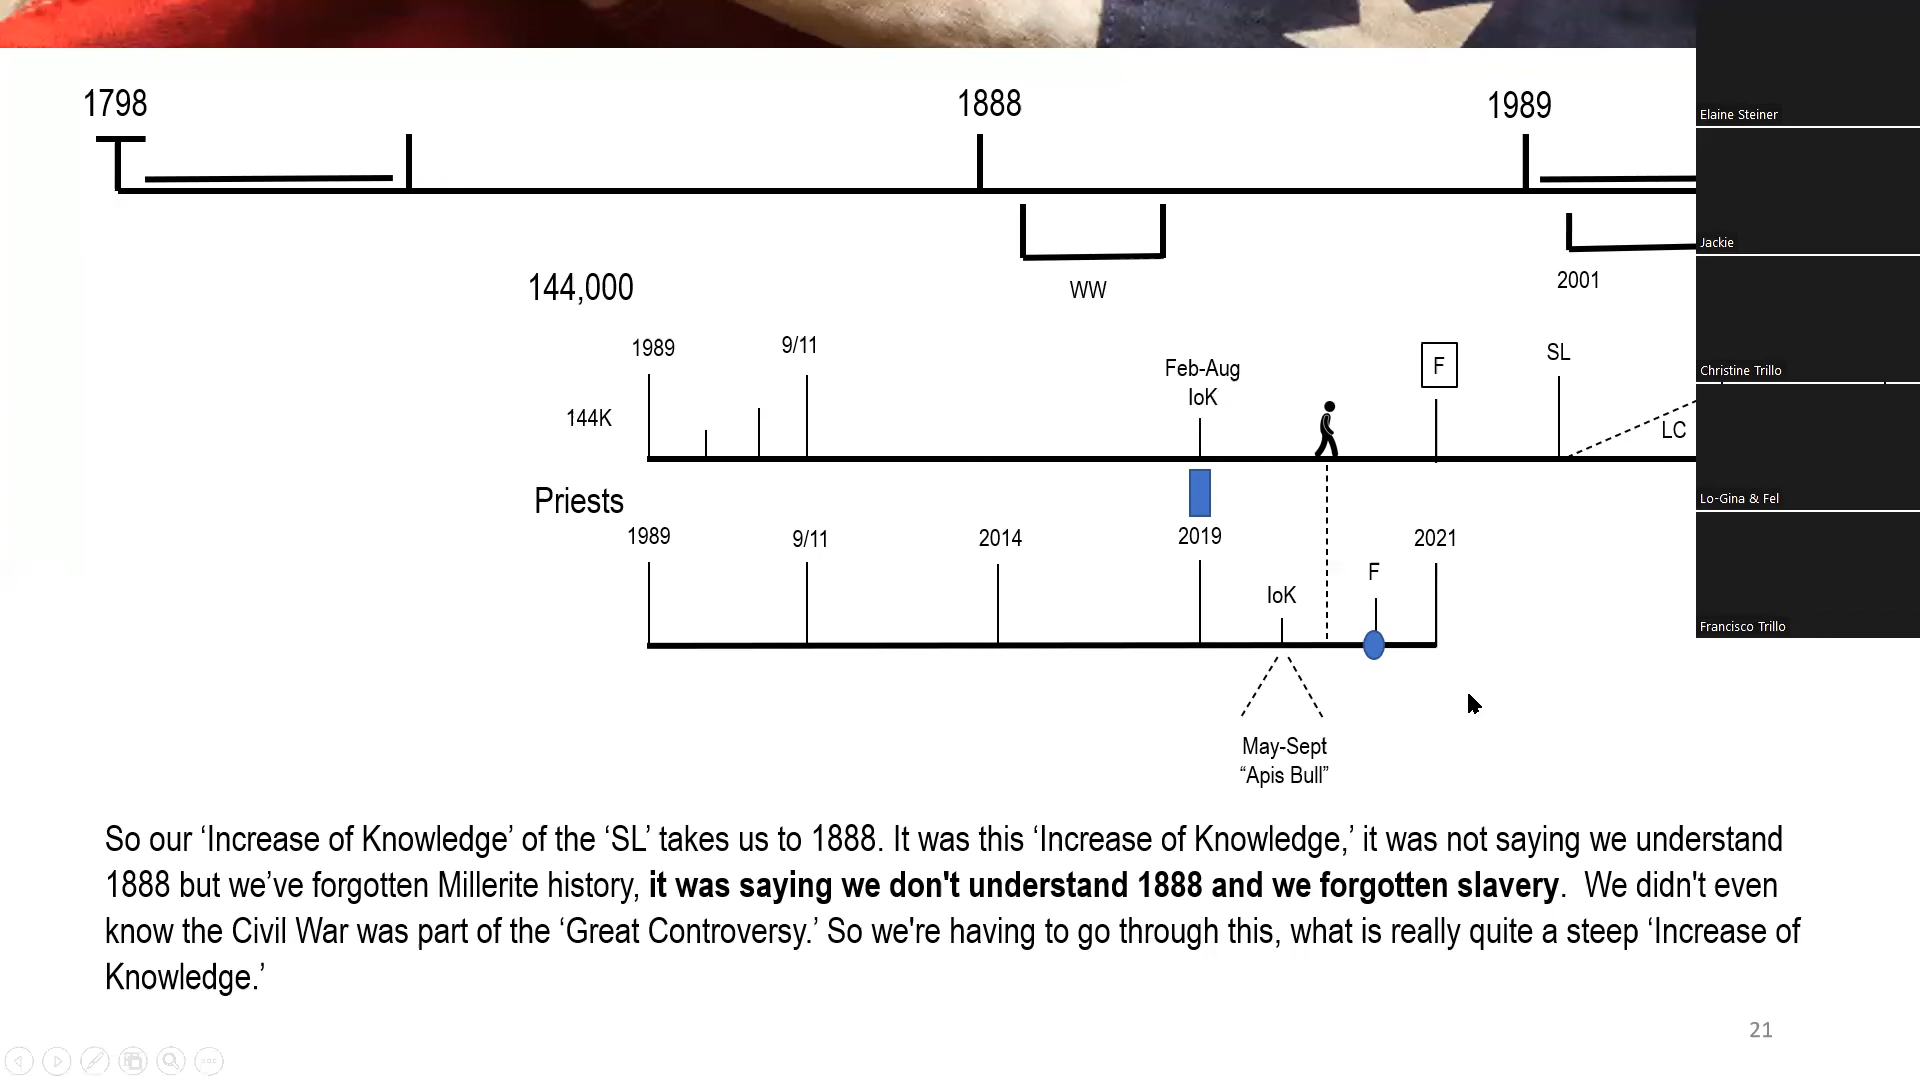 1798
1888
1989
Elaine Steiner
Jackie
144,000
WW
2001
1989
9/11
Feb-Aug
IoK
F
SL
Christine Trillo
144K
LC
Priests
Lo-Gina & Fel
1989
9/11
2014
2019
2021
F
IoK
Francisco Trillo
May-Sept
“Apis Bull”
So our ‘Increase of Knowledge’ of the ‘SL’ takes us to 1888. It was this ‘Increase of Knowledge,’ it was not saying we understand
1888 but we’ve forgotten Millerite history, it was saying we don't understand 1888 and we forgotten slavery.  We didn't even
know the Civil War was part of the ‘Great Controversy.’ So we're having to go through this, what is really quite a steep ‘Increase of
Knowledge.’
21